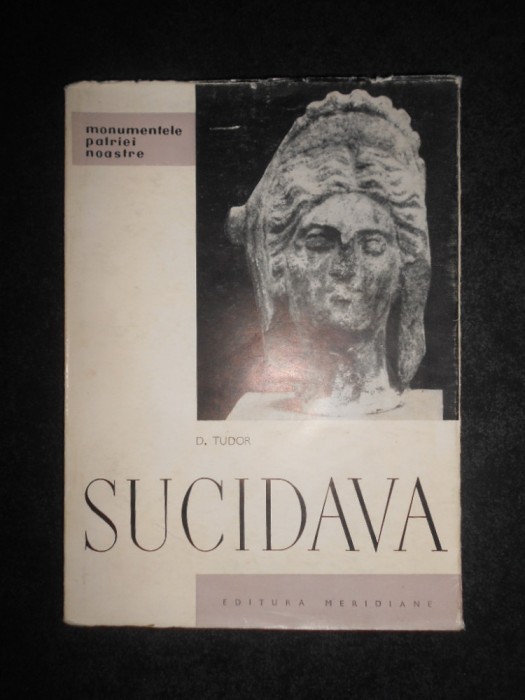 monumentele
patriei
noastre
D. TUDOR
SUCIDAVA
EDITURA MERIDIANE